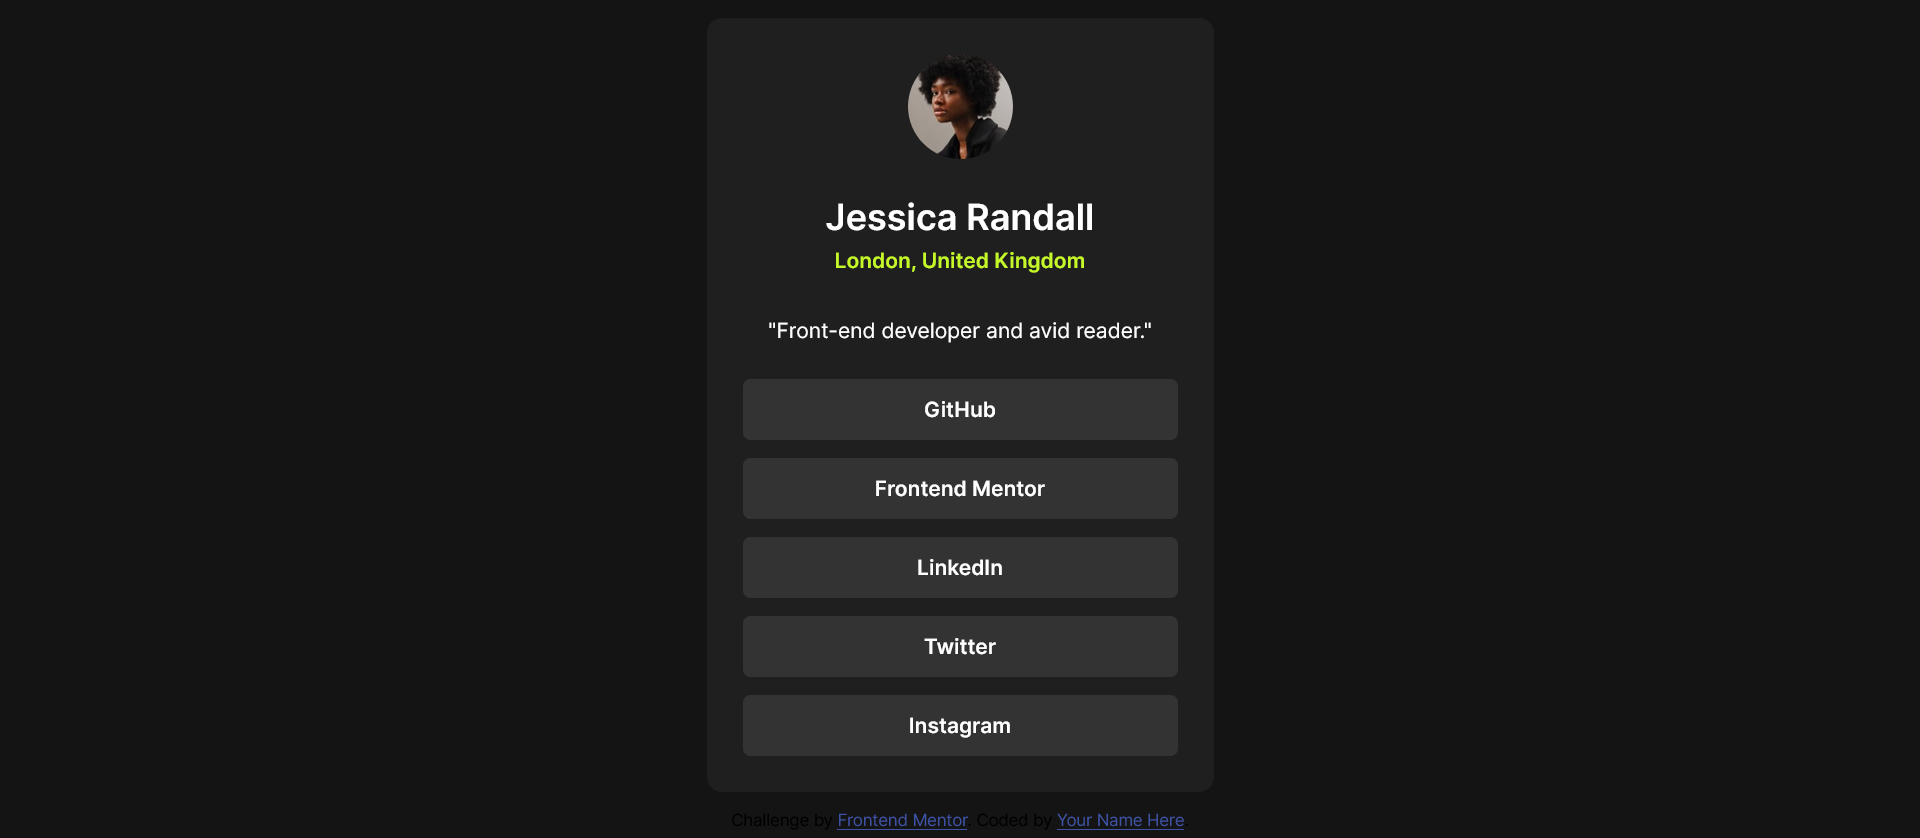 Jessica Randall
London, United Kingdom
"Front-end developer and avid reader."
GitHub
Frontend Mentor
LinkedIn
Twitter
Instagram
Challenge by Frontend Mentor. Coded by Your Name Here